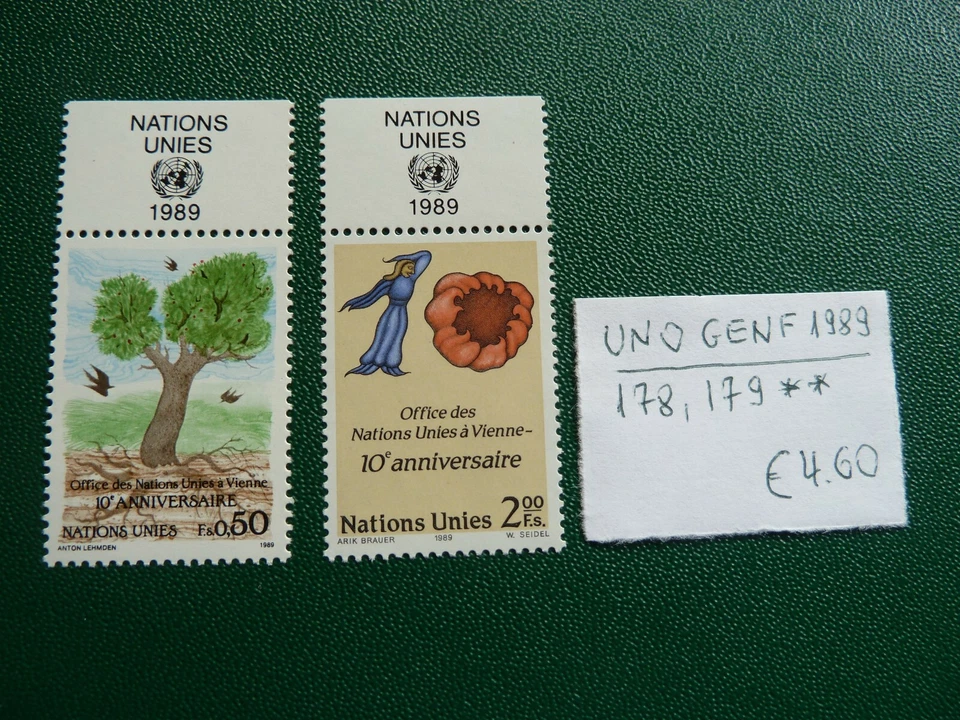 NATIONS
UNIES
1989
Office des Nations Unies à Vienne
10e ANNIVERSAIRE
NATIONS UNIES F.s.0,50
ANTON LEHMDEN 1989
NATIONS
UNIES
1989
Office des
Nations Unies à Vienne-
10e anniversaire
Nations Unies 2.00 F.s.
ARIK BRAUER 1989 W. SEIDEL
UNO GENF 1989
178, 179 **
€ 4.60